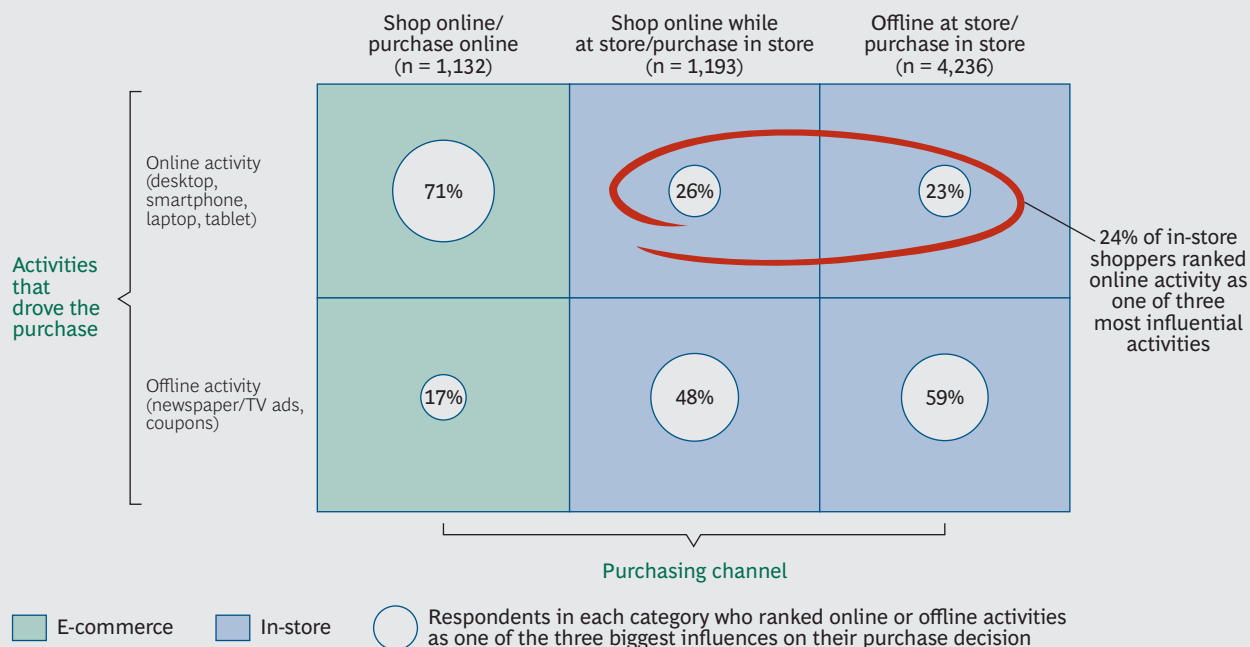 Shop online/
purchase online
(n = 1,132)
Shop online while
at store/purchase in store
(n = 1,193)
Offline at store/
purchase in store
(n = 4,236)
Activities
that
drove the
purchase
Online activity
(desktop,
smartphone,
laptop, tablet)
71%
26%
23%
24% of in-store
shoppers ranked
online activity as
one of three
most influential
activities
Offline activity
(newspaper/TV ads,
coupons)
17%
48%
59%
Purchasing channel
E-commerce
In-store
Respondents in each category who ranked online or offline activities
as one of the three biggest influences on their purchase decision